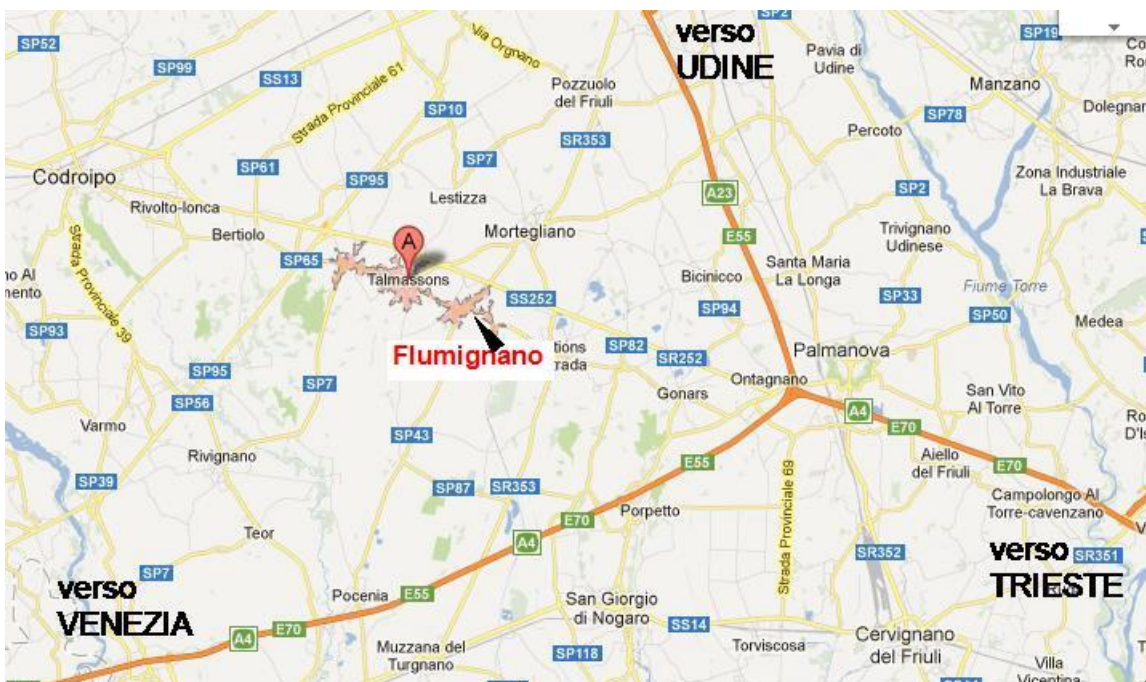 SP2
SP19
verso
UDINE
SP52
Via Orgnano
Pavia di
Udine
SP99
SS13
Strada Provinciale 61
Pozzuolo
del Friuli
Manzano
SP10
SP78
Dolegnar
SR353
Percoto
SP61
SP7
Codroipo
SP95
Zona Industriale
La Brava
A23
SP2
Lestizza
Rivolto-Ionca
Trivignano
Udinese
Bertiolo
A
Mortegliano
E55
SP65
Santa Maria
La Longa
Talmassons
Bicinicco
Strada Provinciale 39
Fiume Torre
SS252
SP33
SP94
SP50
Medea
SP93
Flumignano
SP82
SR252
Palmanova
SP95
SP7
Ontagnano
San Vito
Al Torre
SP56
Gonars
A4
E70
Varmo
SP43
Aiello
del Friuli
Rivignano
E55
E70
SP39
SP87
SR353
Strada Provinciale 69
Campolongo Al
Torre-cavenzano
Porpetto
E70
Teor
A4
SR352
verso
TRIESTE
SR351
SP7
verso
VENEZIA
Pocenia
E55
San Giorgio
di Nogaro
A4
E70
SS14
Cervignano
del Friuli
Muzzana del
Turgnano
Torviscosa
SP118
Villa
Vicentina